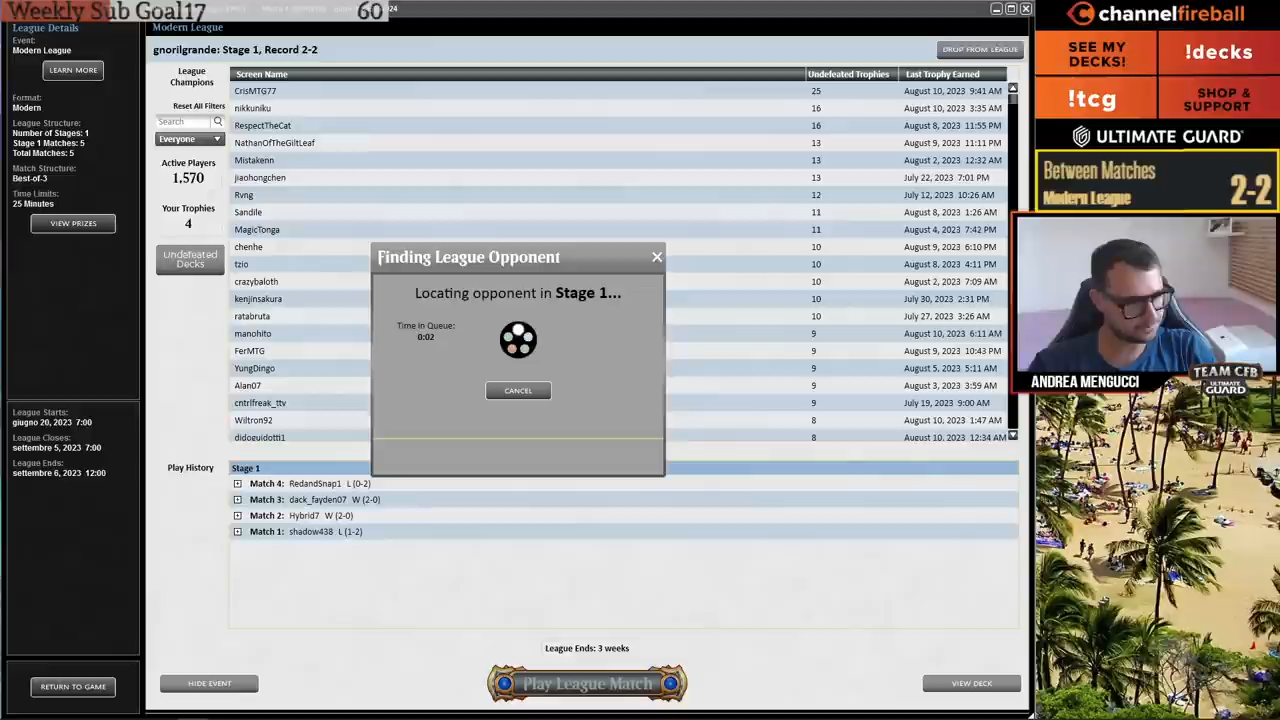 Weekly Sub Goal17 60
2024
League Details
Event:
Modern League
LEARN MORE
Format:
Modern
League Structure:
Number of Stages: 1
Stage 1 Matches: 5
Total Matches: 5
Match Structure:
Best-of-3
Time Limits:
25 Minutes
VIEW PRIZES
League Starts:
giugno 20, 2023 7:00
League Closes:
settembre 5, 2023 7:00
League Ends:
settembre 6, 2023 12:00
RETURN TO GAME
Modern League
gnorilgrande: Stage 1, Record 2-2
DROP FROM LEAGUE
League Champions
Reset All Filters
Search
Everyone
Active Players
1,570
Your Trophies
4
Undefeated Decks
Screen Name Undefeated Trophies Last Trophy Earned
CrisMTG77 25 August 10, 2023 9:41 AM
nikkuniku 16 August 10, 2023 3:35 AM
RespectTheCat 16 August 8, 2023 11:55 PM
NathanOfTheGiltLeaf 13 August 9, 2023 11:11 PM
Mistakenn 13 August 2, 2023 12:32 AM
jiaohongchen 13 July 22, 2023 7:01 PM
Rvng 12 July 12, 2023 10:26 AM
Sandile 11 August 8, 2023 1:26 AM
MagicTonga 11 August 4, 2023 7:42 PM
chenhe 10 August 9, 2023 6:10 PM
tzio 10 August 8, 2023 4:11 PM
crazybaloth 10 August 2, 2023 7:09 AM
kenjinsakura 10 July 30, 2023 2:31 PM
ratabruta 10 July 27, 2023 3:26 AM
manohito 9 August 10, 2023 6:11 AM
FerMTG 9 August 9, 2023 10:43 PM
YungDingo 9 August 5, 2023 5:11 AM
Alan07 9 August 3, 2023 3:59 AM
cntrlfreak_ttv 9 July 19, 2023 9:00 AM
Wiltron92 8 August 10, 2023 1:47 AM
didoguidotti1 8 August 10, 2023 12:34 AM
Finding League Opponent
Locating opponent in Stage 1...
Time in Queue:
0:02
CANCEL
Play History
Stage 1
Match 4: RedandSnap1 L (0-2)
Match 3: dack_fayden07 W (2-0)
Match 2: Hybrid7 W (2-0)
Match 1: shadow438 L (1-2)
League Ends: 3 weeks
HIDE EVENT
Play League Match
VIEW DECK
channelfireball
SEE MY DECKS!
!decks
!tcg
SHOP & SUPPORT
ULTIMATE GUARD
Between Matches
Modern League
2-2
ANDREA MENGUCCI
TEAM CFB
ULTIMATE GUARD